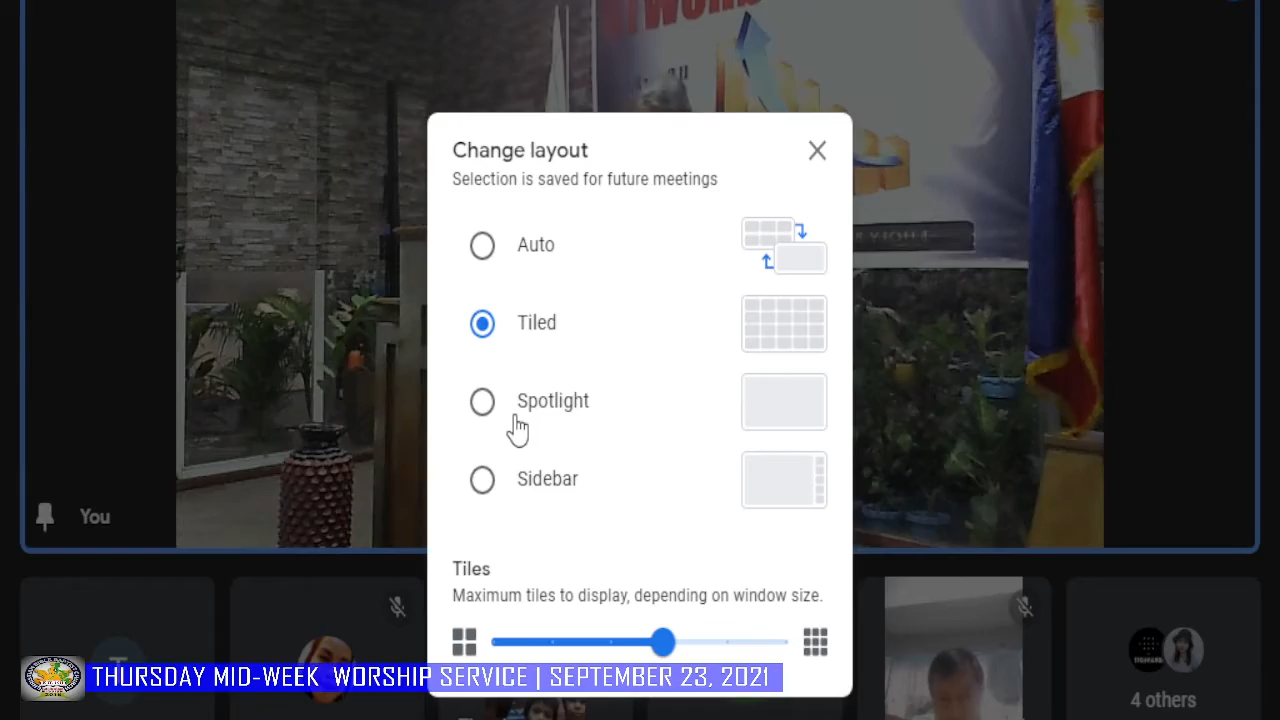 Change layout
Selection is saved for future meetings
Auto
Tiled
Spotlight
Sidebar
You
Tiles
Maximum tiles to display, depending on window size.
4 others
THURSDAY MID-WEEK WORSHIP SERVICE | SEPTEMBER 23, 2021